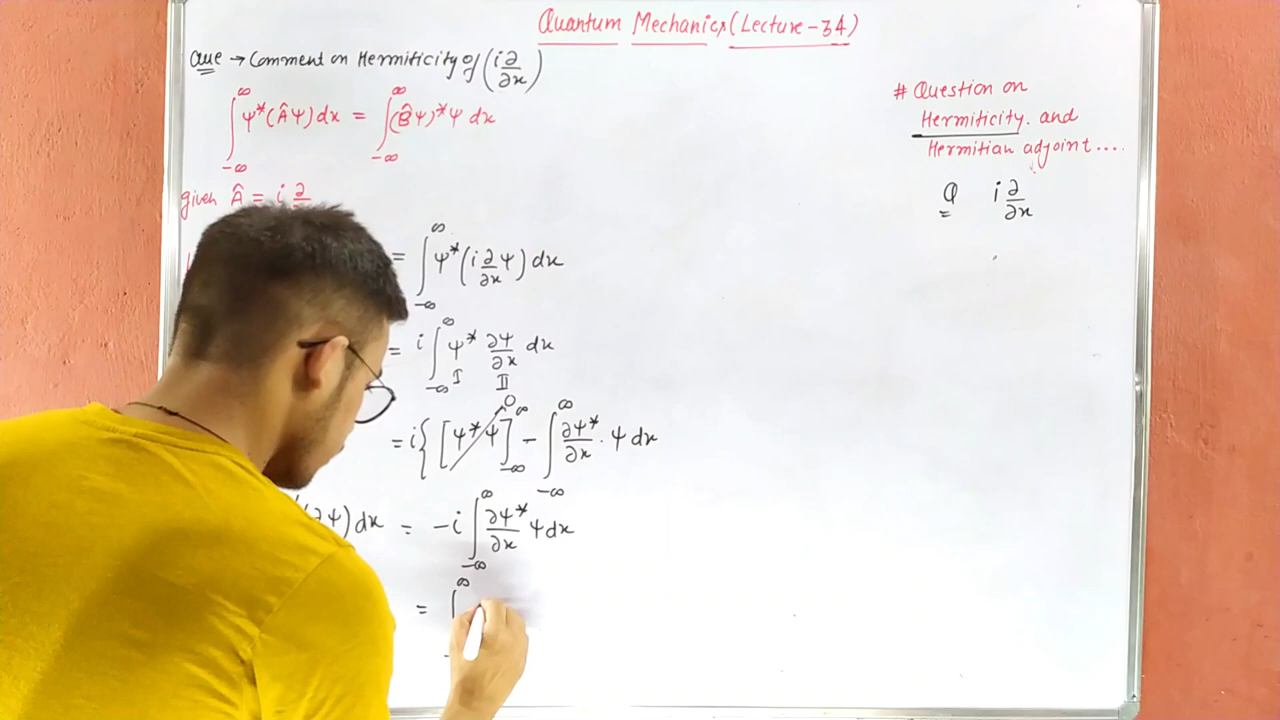 Quantum Mechanics (Lecture-34)
Que → Comment on Hermiticity of (i∂/∂x)
∫_{-∞}^{∞} ψ*(Âψ)dx = ∫_{-∞}^{∞} (B̂ψ)*ψ dx
given Â = i ∂
= ∫_{-∞}^{∞} ψ*(i ∂/∂x ψ) dx
= i ∫_{-∞}^{∞} ψ* ∂ψ/∂x dx
I II
= i{ [ψ*ψ]_{-∞}^{∞} 0 - ∫_{-∞}^{∞} ∂ψ*/∂x . ψ dx
ψ) dx = -i ∫_{-∞}^{∞} ∂ψ*/∂x ψ dx
= ∫^{∞}
# Question on
Hermiticity. and
Hermitian adjoint....
Q i ∂/∂x